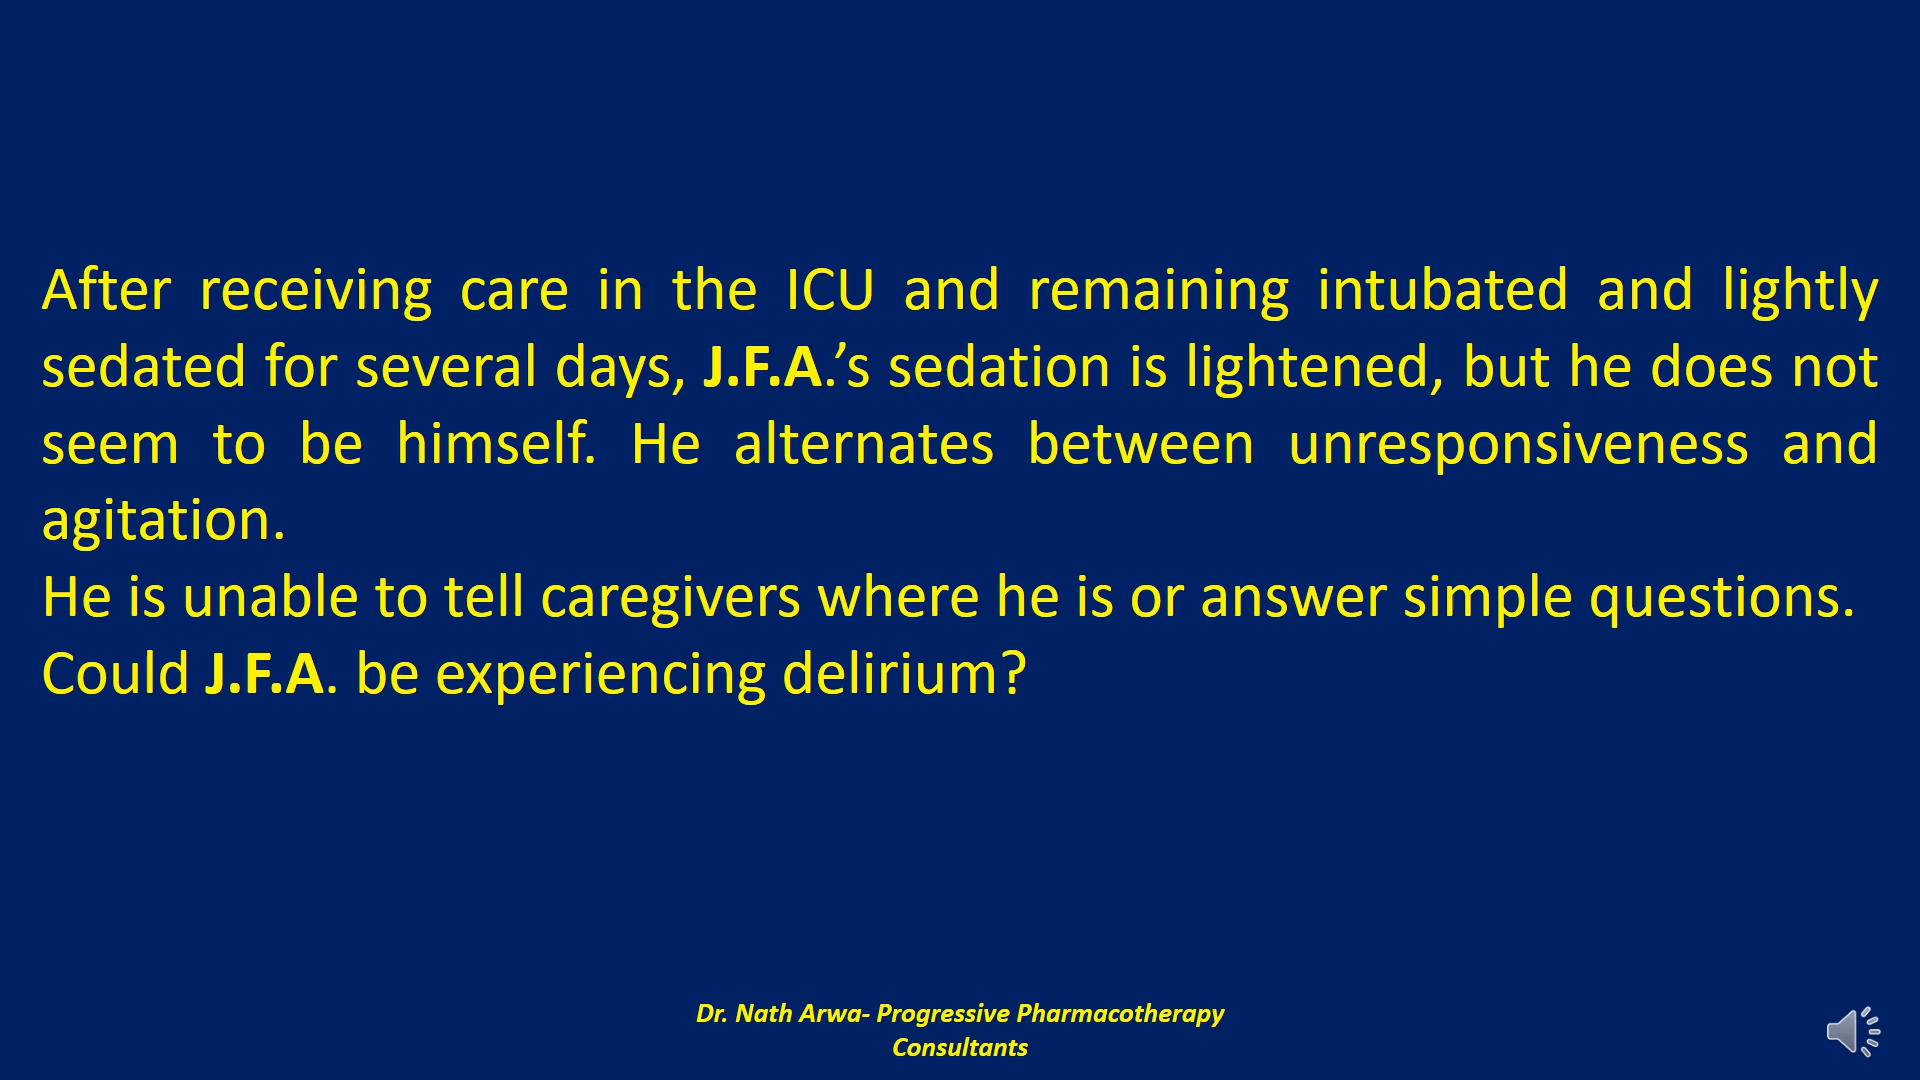 After receiving care in the ICU and remaining intubated and lightly
sedated for several days, J.F.A.’s sedation is lightened, but he does not
seem to be himself. He alternates between unresponsiveness and
agitation.
He is unable to tell caregivers where he is or answer simple questions.
Could J.F.A. be experiencing delirium?
Dr. Nath Arwa- Progressive Pharmacotherapy
Consultants